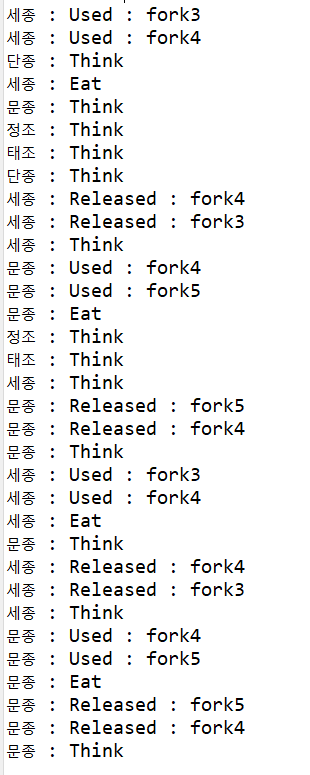 세종 : Used : fork3
세종 : Used : fork4
단종 : Think
세종 : Eat
문종 : Think
정조 : Think
태조 : Think
단종 : Think
세종 : Released : fork4
세종 : Released : fork3
세종 : Think
문종 : Used : fork4
문종 : Used : fork5
문종 : Eat
정조 : Think
태조 : Think
세종 : Think
문종 : Released : fork5
문종 : Released : fork4
문종 : Think
세종 : Used : fork3
세종 : Used : fork4
세종 : Eat
문종 : Think
세종 : Released : fork4
세종 : Released : fork3
세종 : Think
문종 : Used : fork4
문종 : Used : fork5
문종 : Eat
문종 : Released : fork5
문종 : Released : fork4
문종 : Think